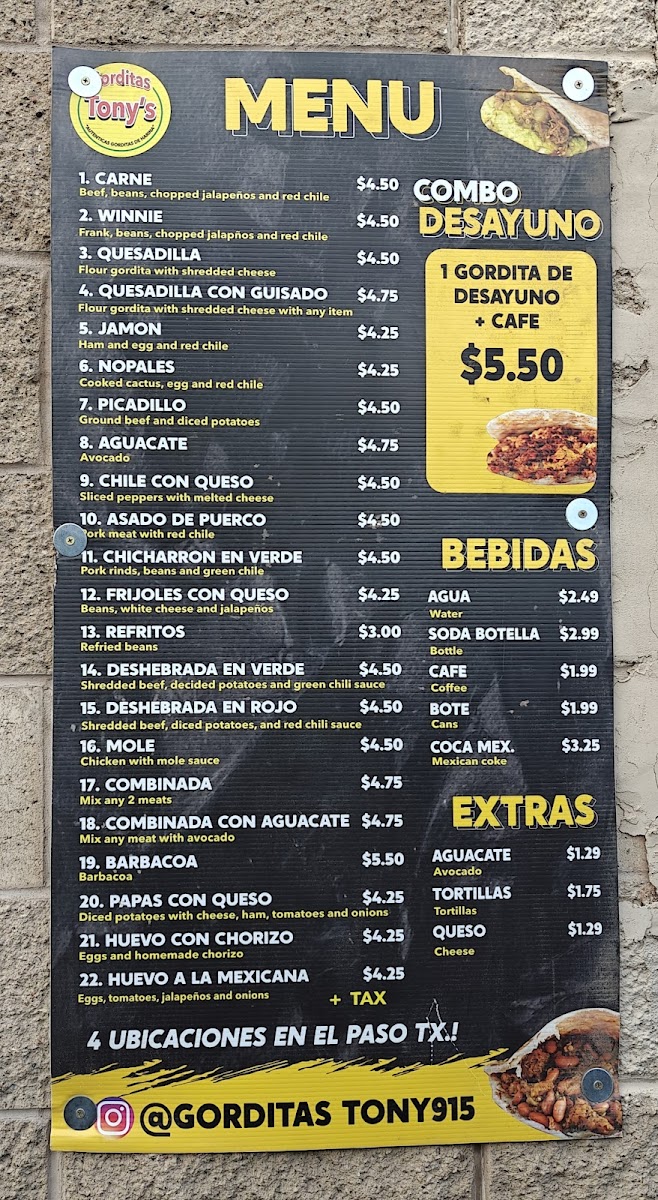 Gorditas
Tony's
"AUTENTICAS GORDITAS DE HARINA"
MENU
1. CARNE $4.50
Beef, beans, chopped jalapeños and red chile
2. WINNIE $4.50
Frank, beans, chopped jalapños and red chile
3. QUESADILLA $4.50
Flour gordita with shredded cheese
4. QUESADILLA CON GUISADO $4.75
Flour gordita with shredded cheese with any item
5. JAMON $4.25
Ham and egg and red chile
6. NOPALES $4.25
Cooked cactus, egg and red chile
7. PICADILLO $4.50
Ground beef and diced potatoes
8. AGUACATE $4.75
Avocado
9. CHILE CON QUESO $4.50
Sliced peppers with melted cheese
10. ASADO DE PUERCO $4.50
Pork meat with red chile
11. CHICHARRON EN VERDE $4.50
Pork rinds, beans and green chile
12. FRIJOLES CON QUESO $4.25
Beans, white cheese and jalapeños
13. REFRITOS $3.00
Refried beans
14. DESHEBRADA EN VERDE $4.50
Shredded beef, decided potatoes and green chili sauce
15. DESHEBRADA EN ROJO $4.50
Shredded beef, diced potatoes, and red chili sauce
16. MOLE $4.50
Chicken with mole sauce
17. COMBINADA $4.75
Mix any 2 meats
18. COMBINADA CON AGUACATE $4.75
Mix any meat with avocado
19. BARBACOA $5.50
Barbacoa
20. PAPAS CON QUESO $4.25
Diced potatoes with cheese, ham, tomatoes and onions
21. HUEVO CON CHORIZO $4.25
Eggs and homemade chorizo
22. HUEVO A LA MEXICANA $4.25
Eggs, tomatoes, jalapeños and onions
+ TAX
COMBO
DESAYUNO
1 GORDITA DE
DESAYUNO
+ CAFE
$5.50
BEBIDAS
AGUA $2.49
Water
SODA BOTELLA $2.99
Bottle
CAFE $1.99
Coffee
BOTE $1.99
Cans
COCA MEX. $3.25
Mexican coke
EXTRAS
AGUACATE $1.29
Avocado
TORTILLAS $1.75
Tortillas
QUESO $1.29
Cheese
4 UBICACIONES EN EL PASO TX.!
@GORDITAS TONY915